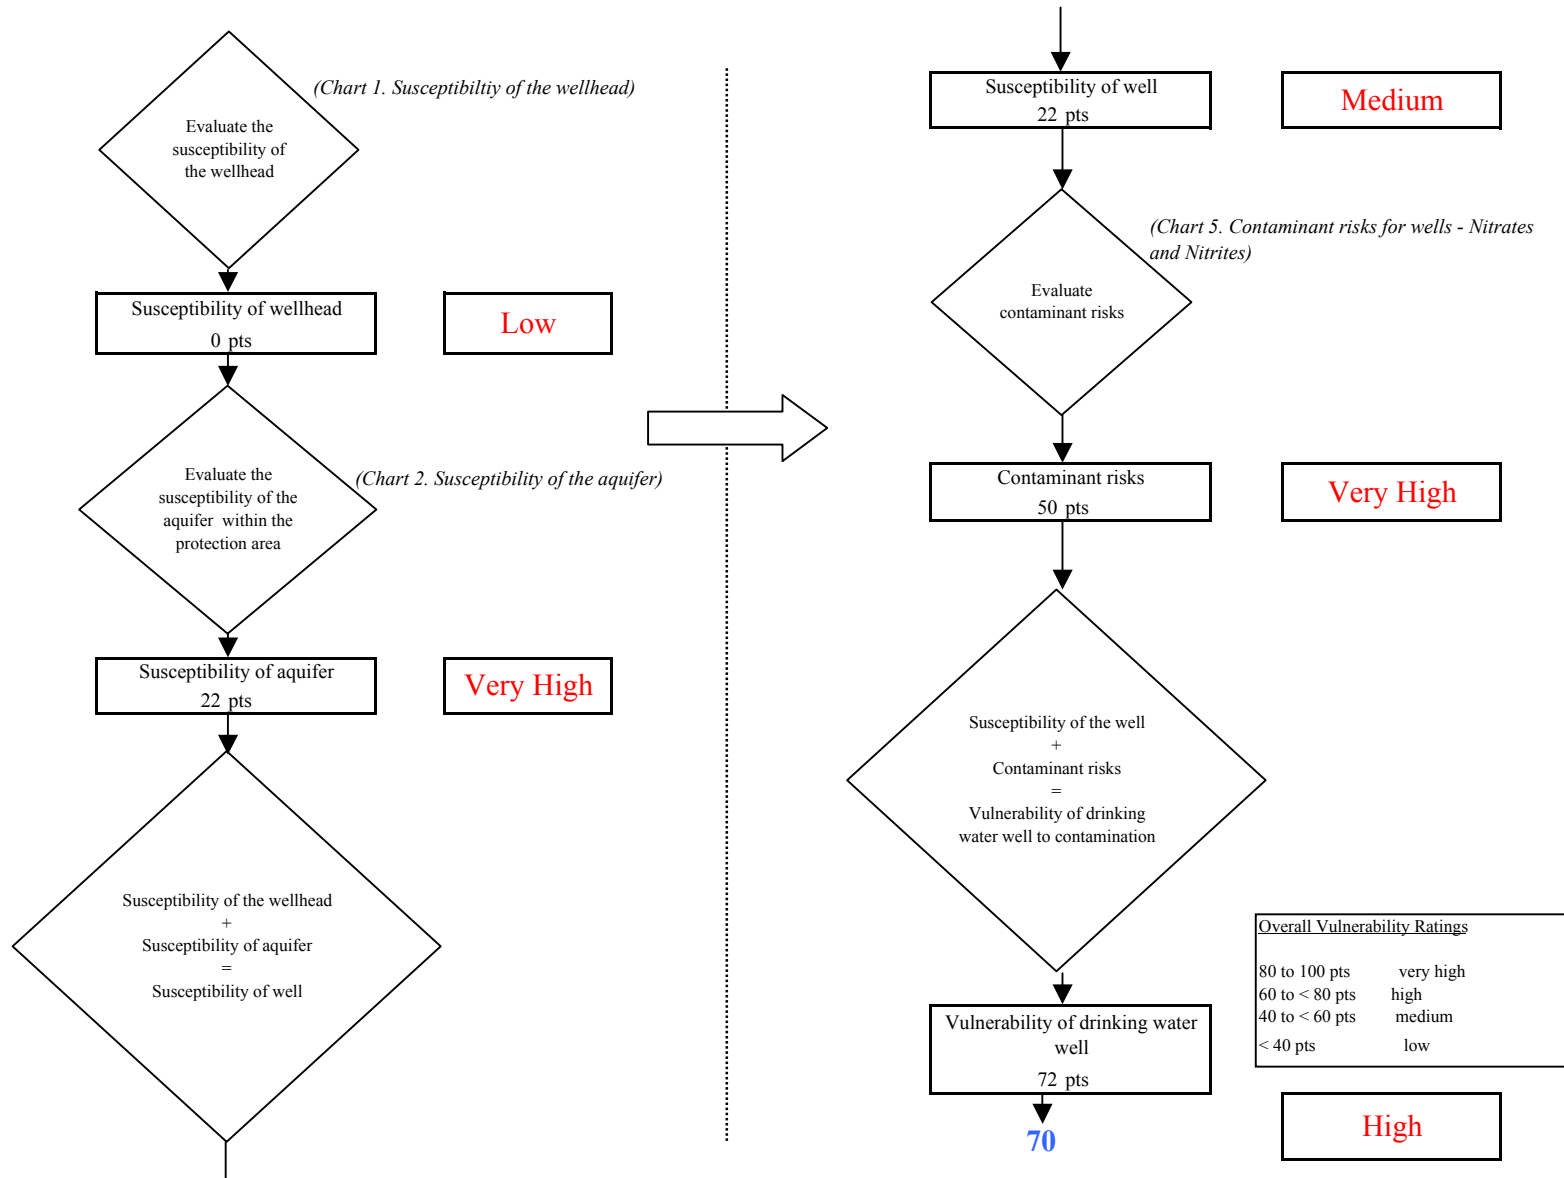 (Chart 1. Susceptibiltiy of the wellhead)
Evaluate the
susceptibility of
the wellhead
Susceptibility of wellhead
0 pts
Low
Evaluate the
susceptibility of the
aquifer within the
protection area
(Chart 2. Susceptibility of the aquifer)
Susceptibility of aquifer
22 pts
Very High
Susceptibility of the wellhead
+
Susceptibility of aquifer
=
Susceptibility of well
Susceptibility of well
22 pts
Medium
(Chart 5. Contaminant risks for wells - Nitrates
and Nitrites)
Evaluate
contaminant risks
Contaminant risks
50 pts
Very High
Susceptibility of the well
+
Contaminant risks
=
Vulnerability of drinking
water well to contamination
Overall Vulnerability Ratings
80 to 100 pts very high
60 to < 80 pts high
40 to < 60 pts medium
< 40 pts low
Vulnerability of drinking water
well
72 pts
70
High